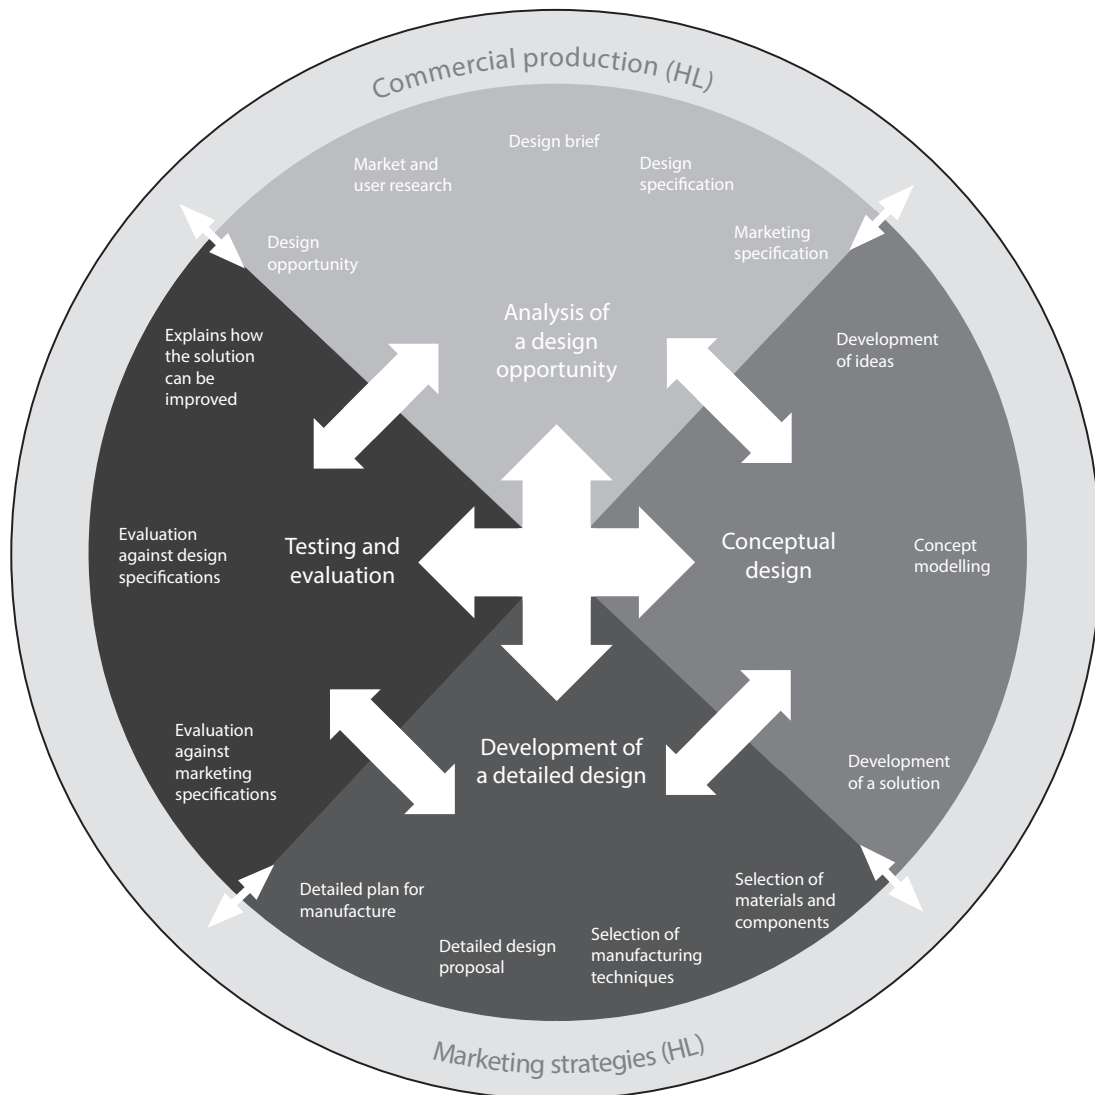 Commercial production (HL)
Design brief
Market and
user research
Design
specification
Design
opportunity
Marketing
specification
Analysis of
a design
opportunity
Explains how
the solution
can be
improved
Development
of ideas
Evaluation
against design
specifications
Testing and
evaluation
Conceptual
design
Concept
modelling
Evaluation
against
marketing
specifications
Development of
a detailed design
Development
of a solution
Detailed plan for
manufacture
Detailed design
proposal
Selection of
manufacturing
techniques
Selection of
materials and
components
Marketing strategies (HL)